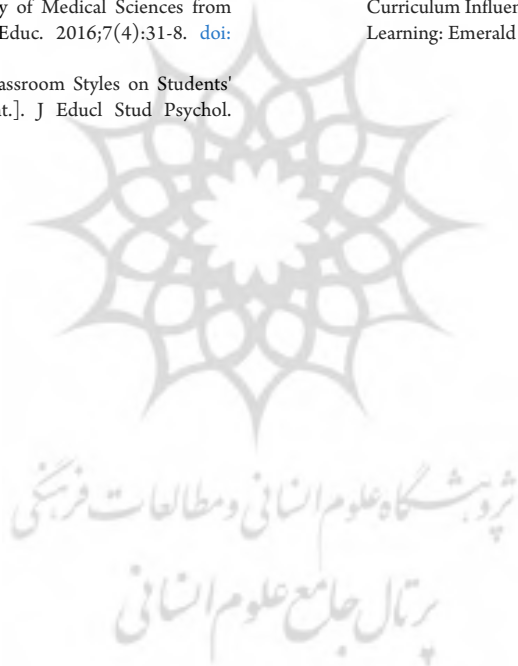 y of Medical Sciences from
Educ. 2016;7(4):31-8. doi:
assroom Styles on Students'
t.]. J Educl Stud Psychol.
Curriculum Influen
Learning: Emerald
پژوهشگاه علوم انسانی و مطالعات فرهنگی
پرتال جامع علوم انسانی